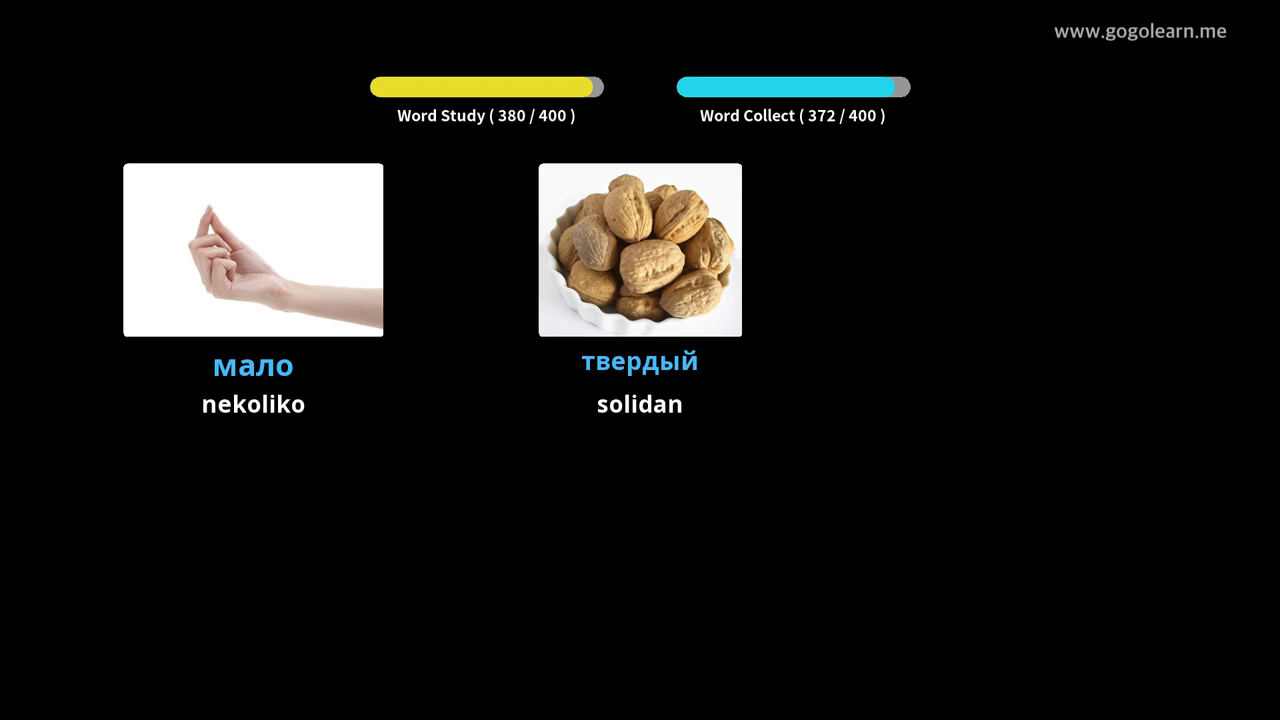 www.gogolearn.me
Word Study ( 380 / 400 )
Word Collect ( 372 / 400 )
мало
nekoliko
твердый
solidan